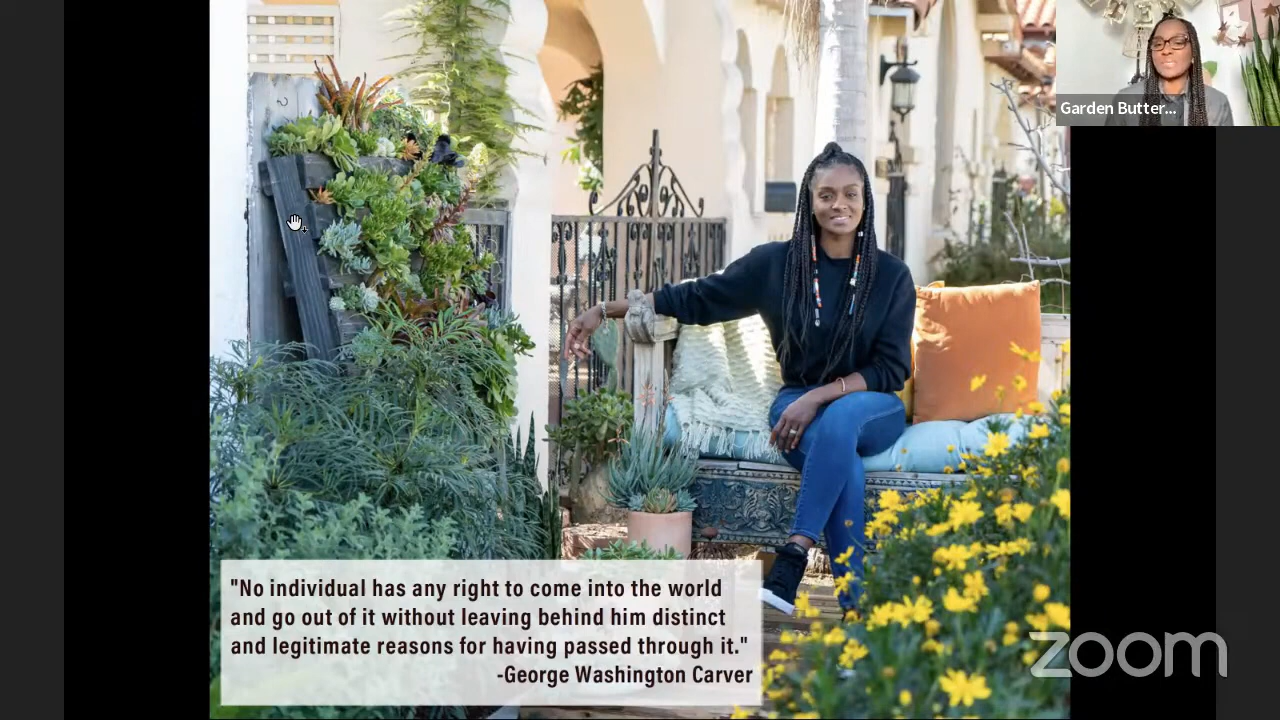 Garden Butter...
"No individual has any right to come into the world
and go out of it without leaving behind him distinct
and legitimate reasons for having passed through it."
-George Washington Carver
zoom